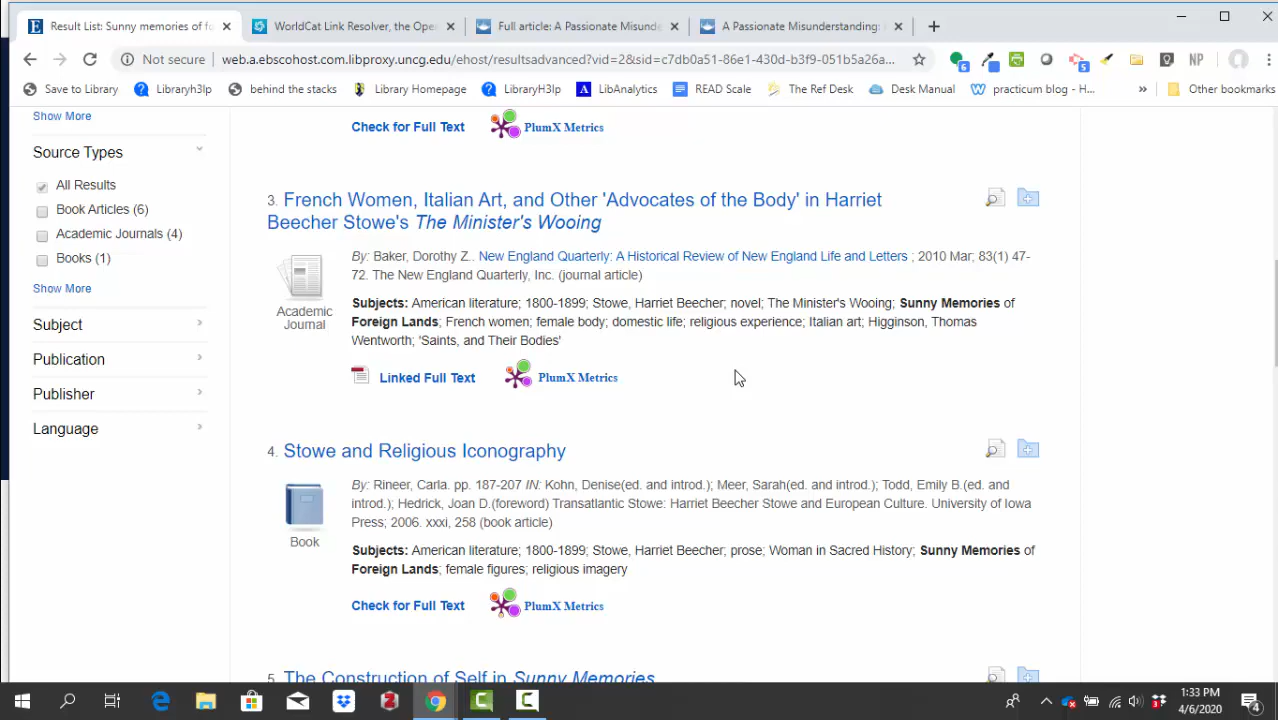 Result List: Sunny memories of fo
WorldCat Link Resolver, the Ope
Full article: A Passionate Misunde
A Passionate Misunderstanding:
Not secure
web.a.ebscohost.com.libproxy.uncg.edu/ehost/resultsadvanced?vid=2&sid=c7db0a51-86e1-430d-b3f9-051b5a26a...
6
5
NP
Save to Library
Libraryh3lp
behind the stacks
Library Homepage
LibraryH3lp
A
LibAnalytics
READ Scale
The Ref Desk
Desk Manual
practicum blog - H...
»
Other bookmarks
Show More
Source Types
All Results
Book Articles (6)
Academic Journals (4)
Books (1)
Show More
Subject
Publication
Publisher
Language
Check for Full Text
PlumX Metrics
3. French Women, Italian Art, and Other 'Advocates of the Body' in Harriet
Beecher Stowe's The Minister's Wooing
Academic
Journal
By: Baker, Dorothy Z.. New England Quarterly: A Historical Review of New England Life and Letters ; 2010 Mar; 83(1) 47-
72. The New England Quarterly, Inc. (journal article)
Subjects: American literature; 1800-1899; Stowe, Harriet Beecher; novel; The Minister's Wooing; Sunny Memories of
Foreign Lands; French women; female body; domestic life; religious experience; Italian art; Higginson, Thomas
Wentworth; 'Saints, and Their Bodies'
Linked Full Text
PlumX Metrics
4. Stowe and Religious Iconography
Book
By: Rineer, Carla. pp. 187-207 IN: Kohn, Denise(ed. and introd.); Meer, Sarah(ed. and introd.); Todd, Emily B.(ed. and
introd.); Hedrick, Joan D.(foreword) Transatlantic Stowe: Harriet Beecher Stowe and European Culture. University of Iowa
Press; 2006. xxxi, 258 (book article)
Subjects: American literature; 1800-1899; Stowe, Harriet Beecher; prose; Woman in Sacred History; Sunny Memories of
Foreign Lands; female figures; religious imagery
Check for Full Text
PlumX Metrics
5. The Construction of Self in Sunny Memories
1:33 PM
4/6/2020
4